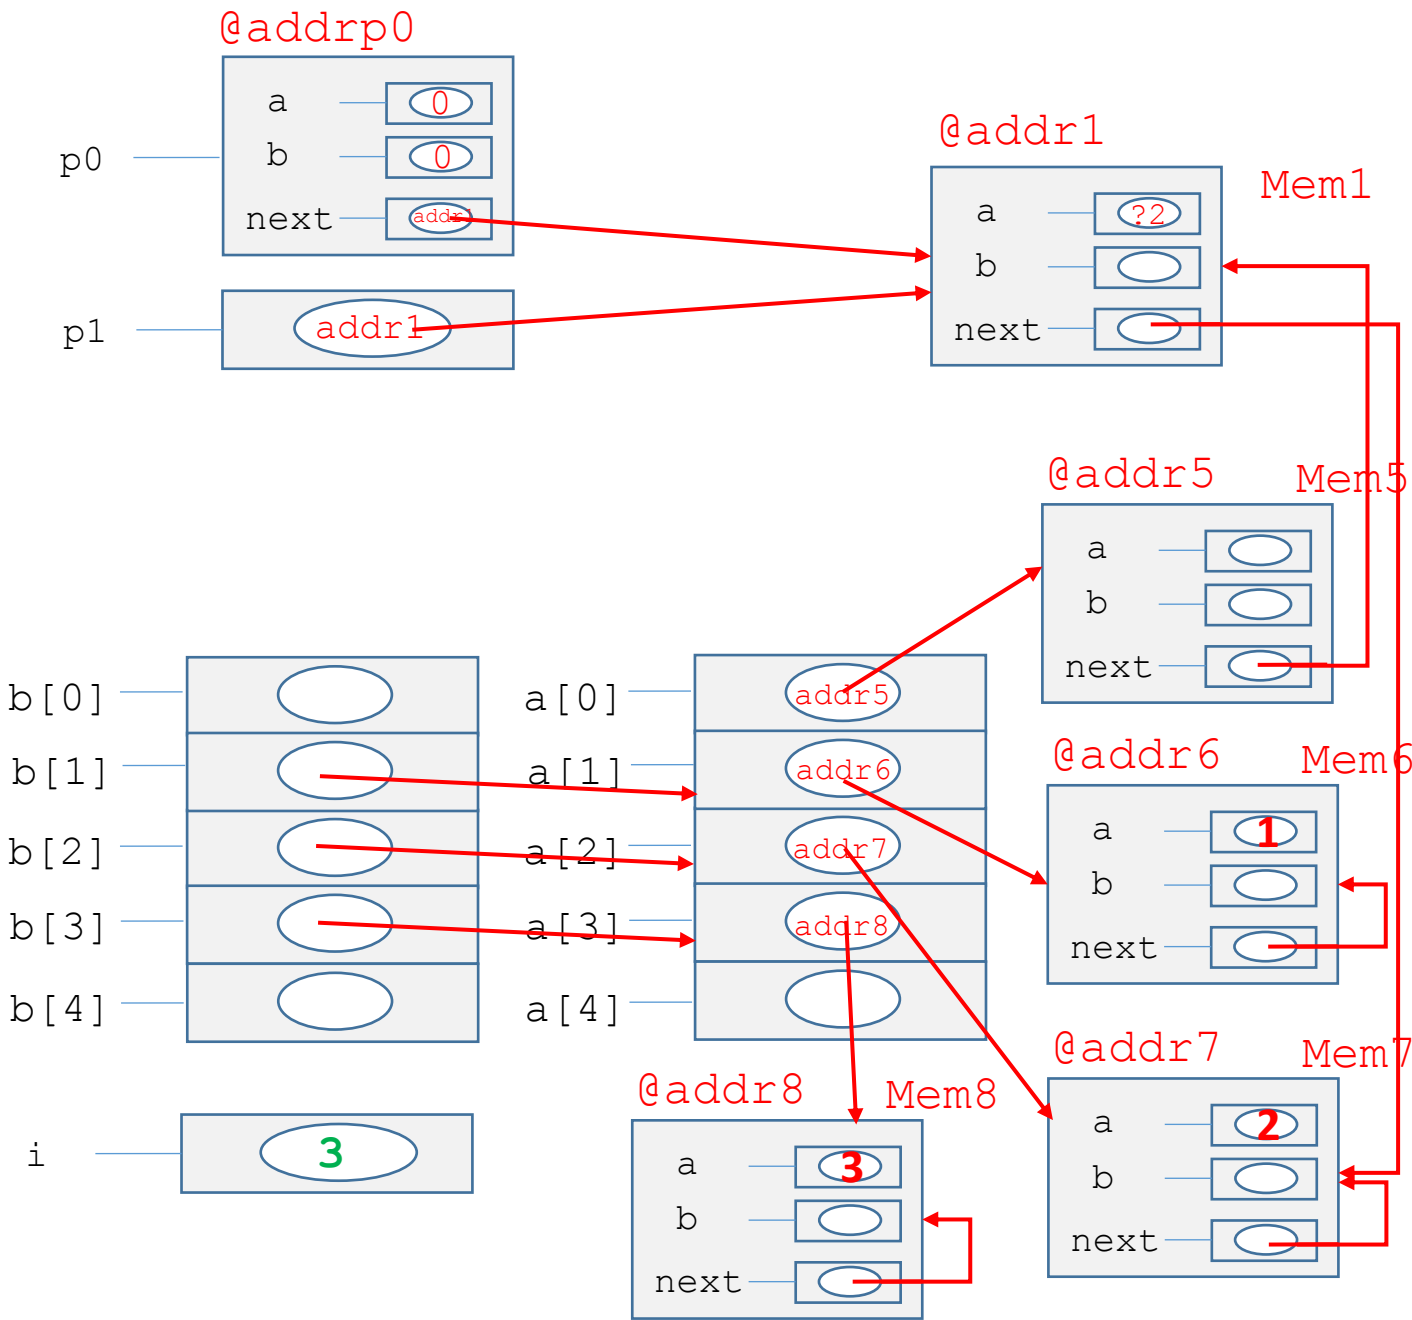 @addrp0
a 0
b 0
next addr1
p0
p1 addr1
@addr1
Mem1
a ?2
b
next
@addr5
Mem5
a
b
next
b[0]
b[1]
b[2]
b[3]
b[4]
a[0] addr5
a[1] addr6
a[2] addr7
a[3] addr8
a[4]
@addr6
Mem6
a 1
b
next
@addr7
Mem7
a 2
b
next
@addr8
Mem8
a 3
b
next
i 3